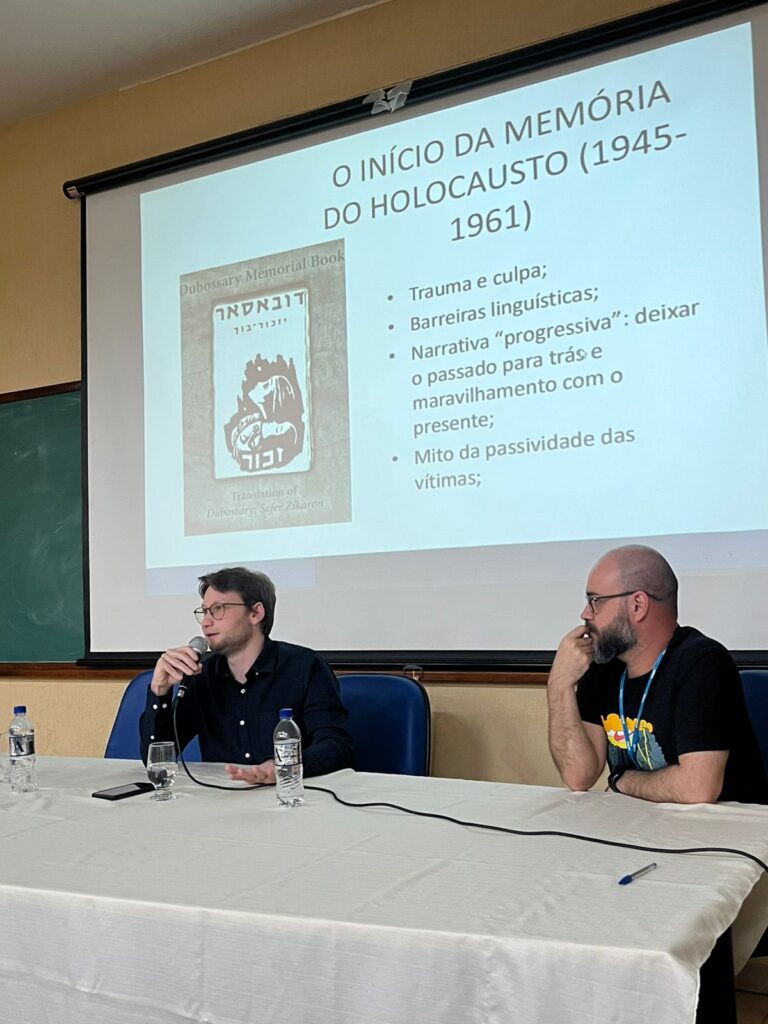 O INÍCIO DA MEMÓRIA
DO HOLOCAUSTO (1945-
1961)
Dubossary Memorial Book
דובאסאר
יזכור-בוך
זכור
Translation of
Dubossary; Sefer Zikaron
• Trauma e culpa;
• Barreiras linguísticas;
• Narrativa “progressiva”: deixar
o passado para trás e
maravilhamento com o
presente;
• Mito da passividade das
vítimas;